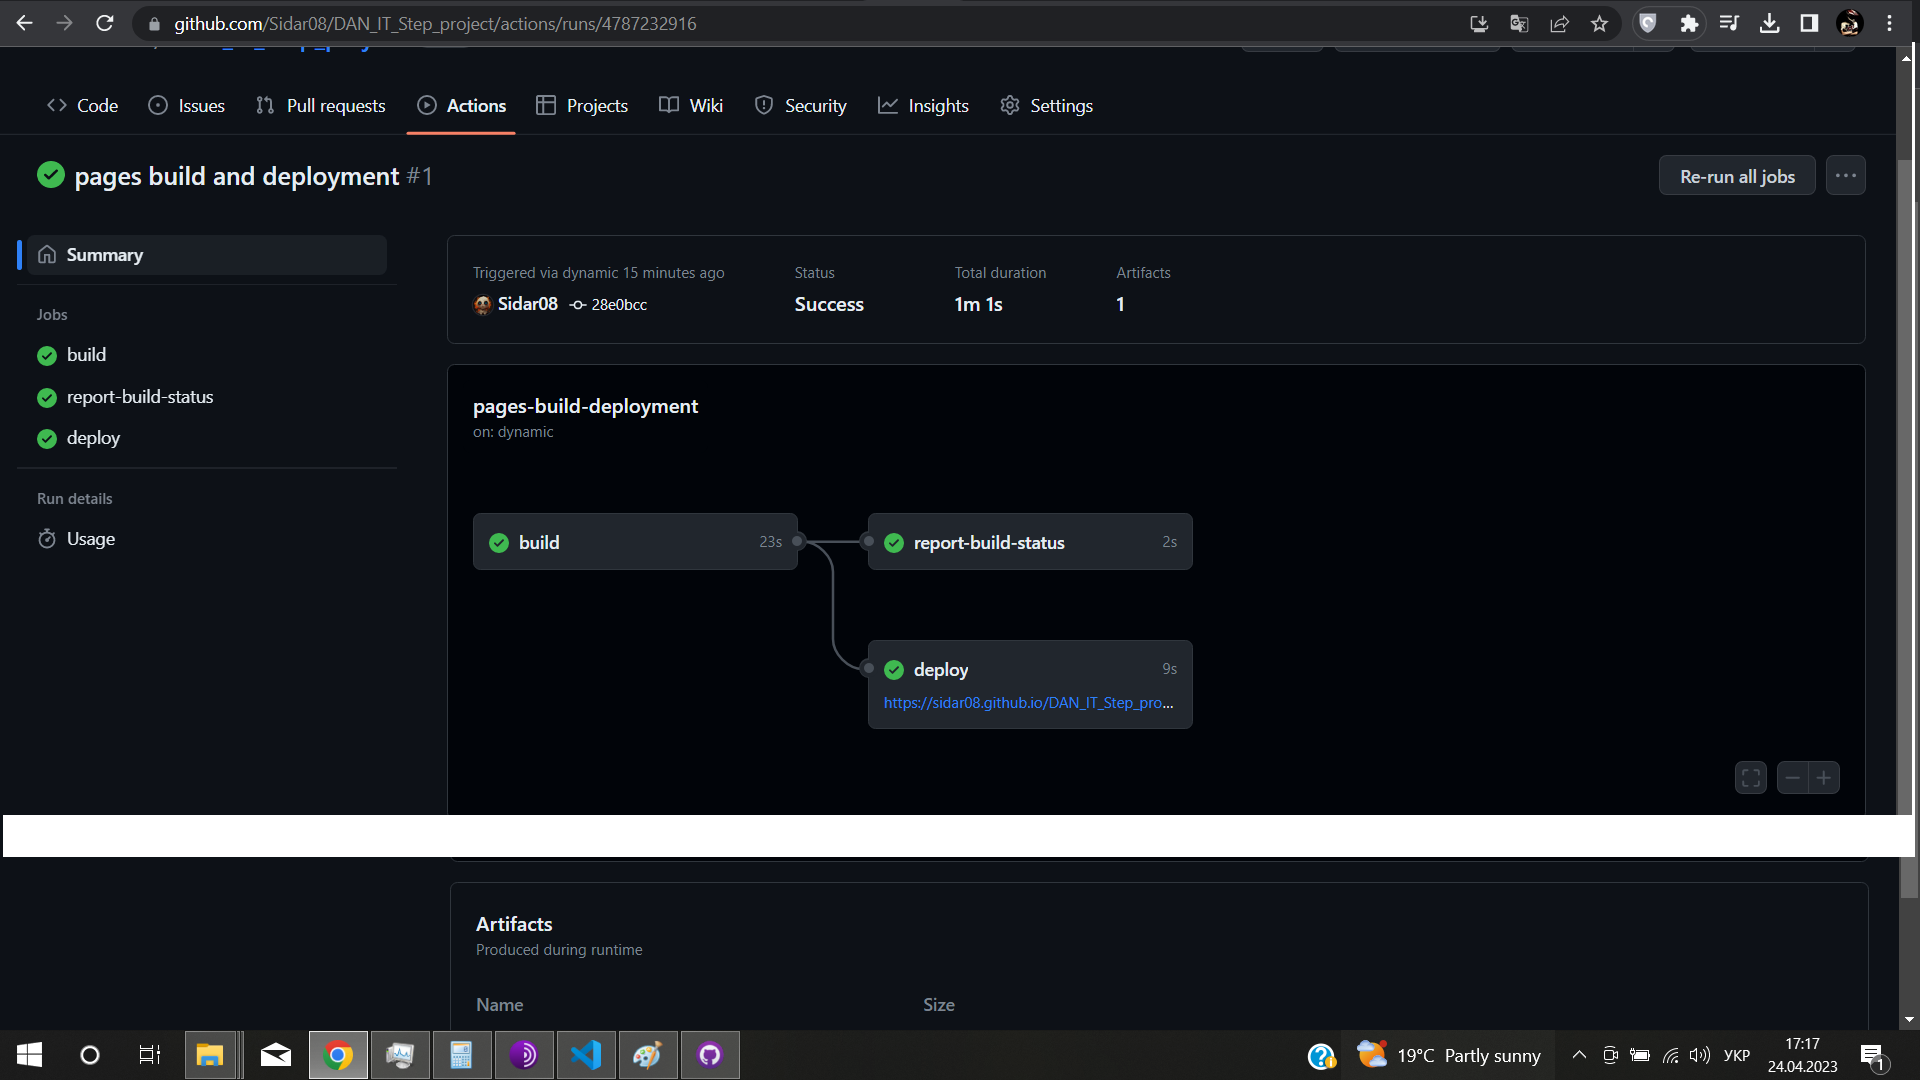 github.com/Sidar08/DAN_IT_Step_project/actions/runs/4787232916
Code Issues Pull requests Actions Projects Wiki Security Insights Settings
pages build and deployment #1
Re-run all jobs
Summary
Jobs
build
report-build-status
deploy
Run details
Usage
Triggered via dynamic 15 minutes ago
Sidar08 28e0bcc
Status
Success
Total duration
1m 1s
Artifacts
1
pages-build-deployment
on: dynamic
build 23s
report-build-status 2s
deploy 9s
https://sidar08.github.io/DAN_IT_Step_pro...
Artifacts
Produced during runtime
Name Size
19°C Partly sunny
УКР
17:17
24.04.2023
1